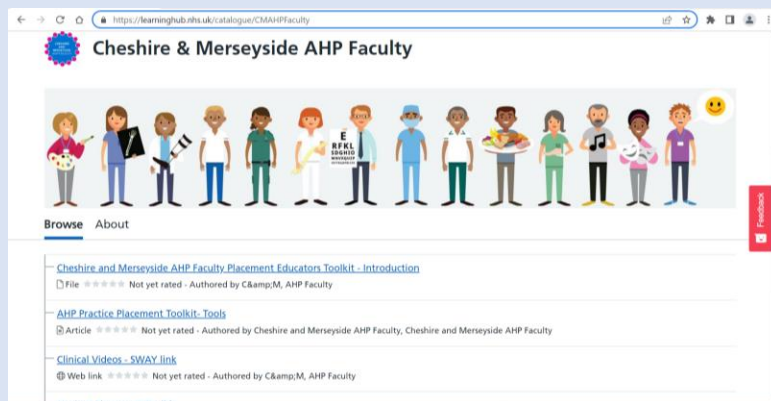 https://learninghub.nhs.uk/catalogue/CMAHPFaculty
Cheshire & Merseyside AHP Faculty
E
RFKL
Feedback
Browse About
Cheshire and Merseyside AHP Faculty Placement Educators Toolkit - Introduction
File Not yet rated - Authored by C&amp;M, AHP Faculty
AHP Practice Placement Toolkit- Tools
Article Not yet rated - Authored by Cheshire and Merseyside AHP Faculty, Cheshire and Merseyside AHP Faculty
Clinical Videos - SWAY link
Web link Not yet rated - Authored by C&amp;M, AHP Faculty